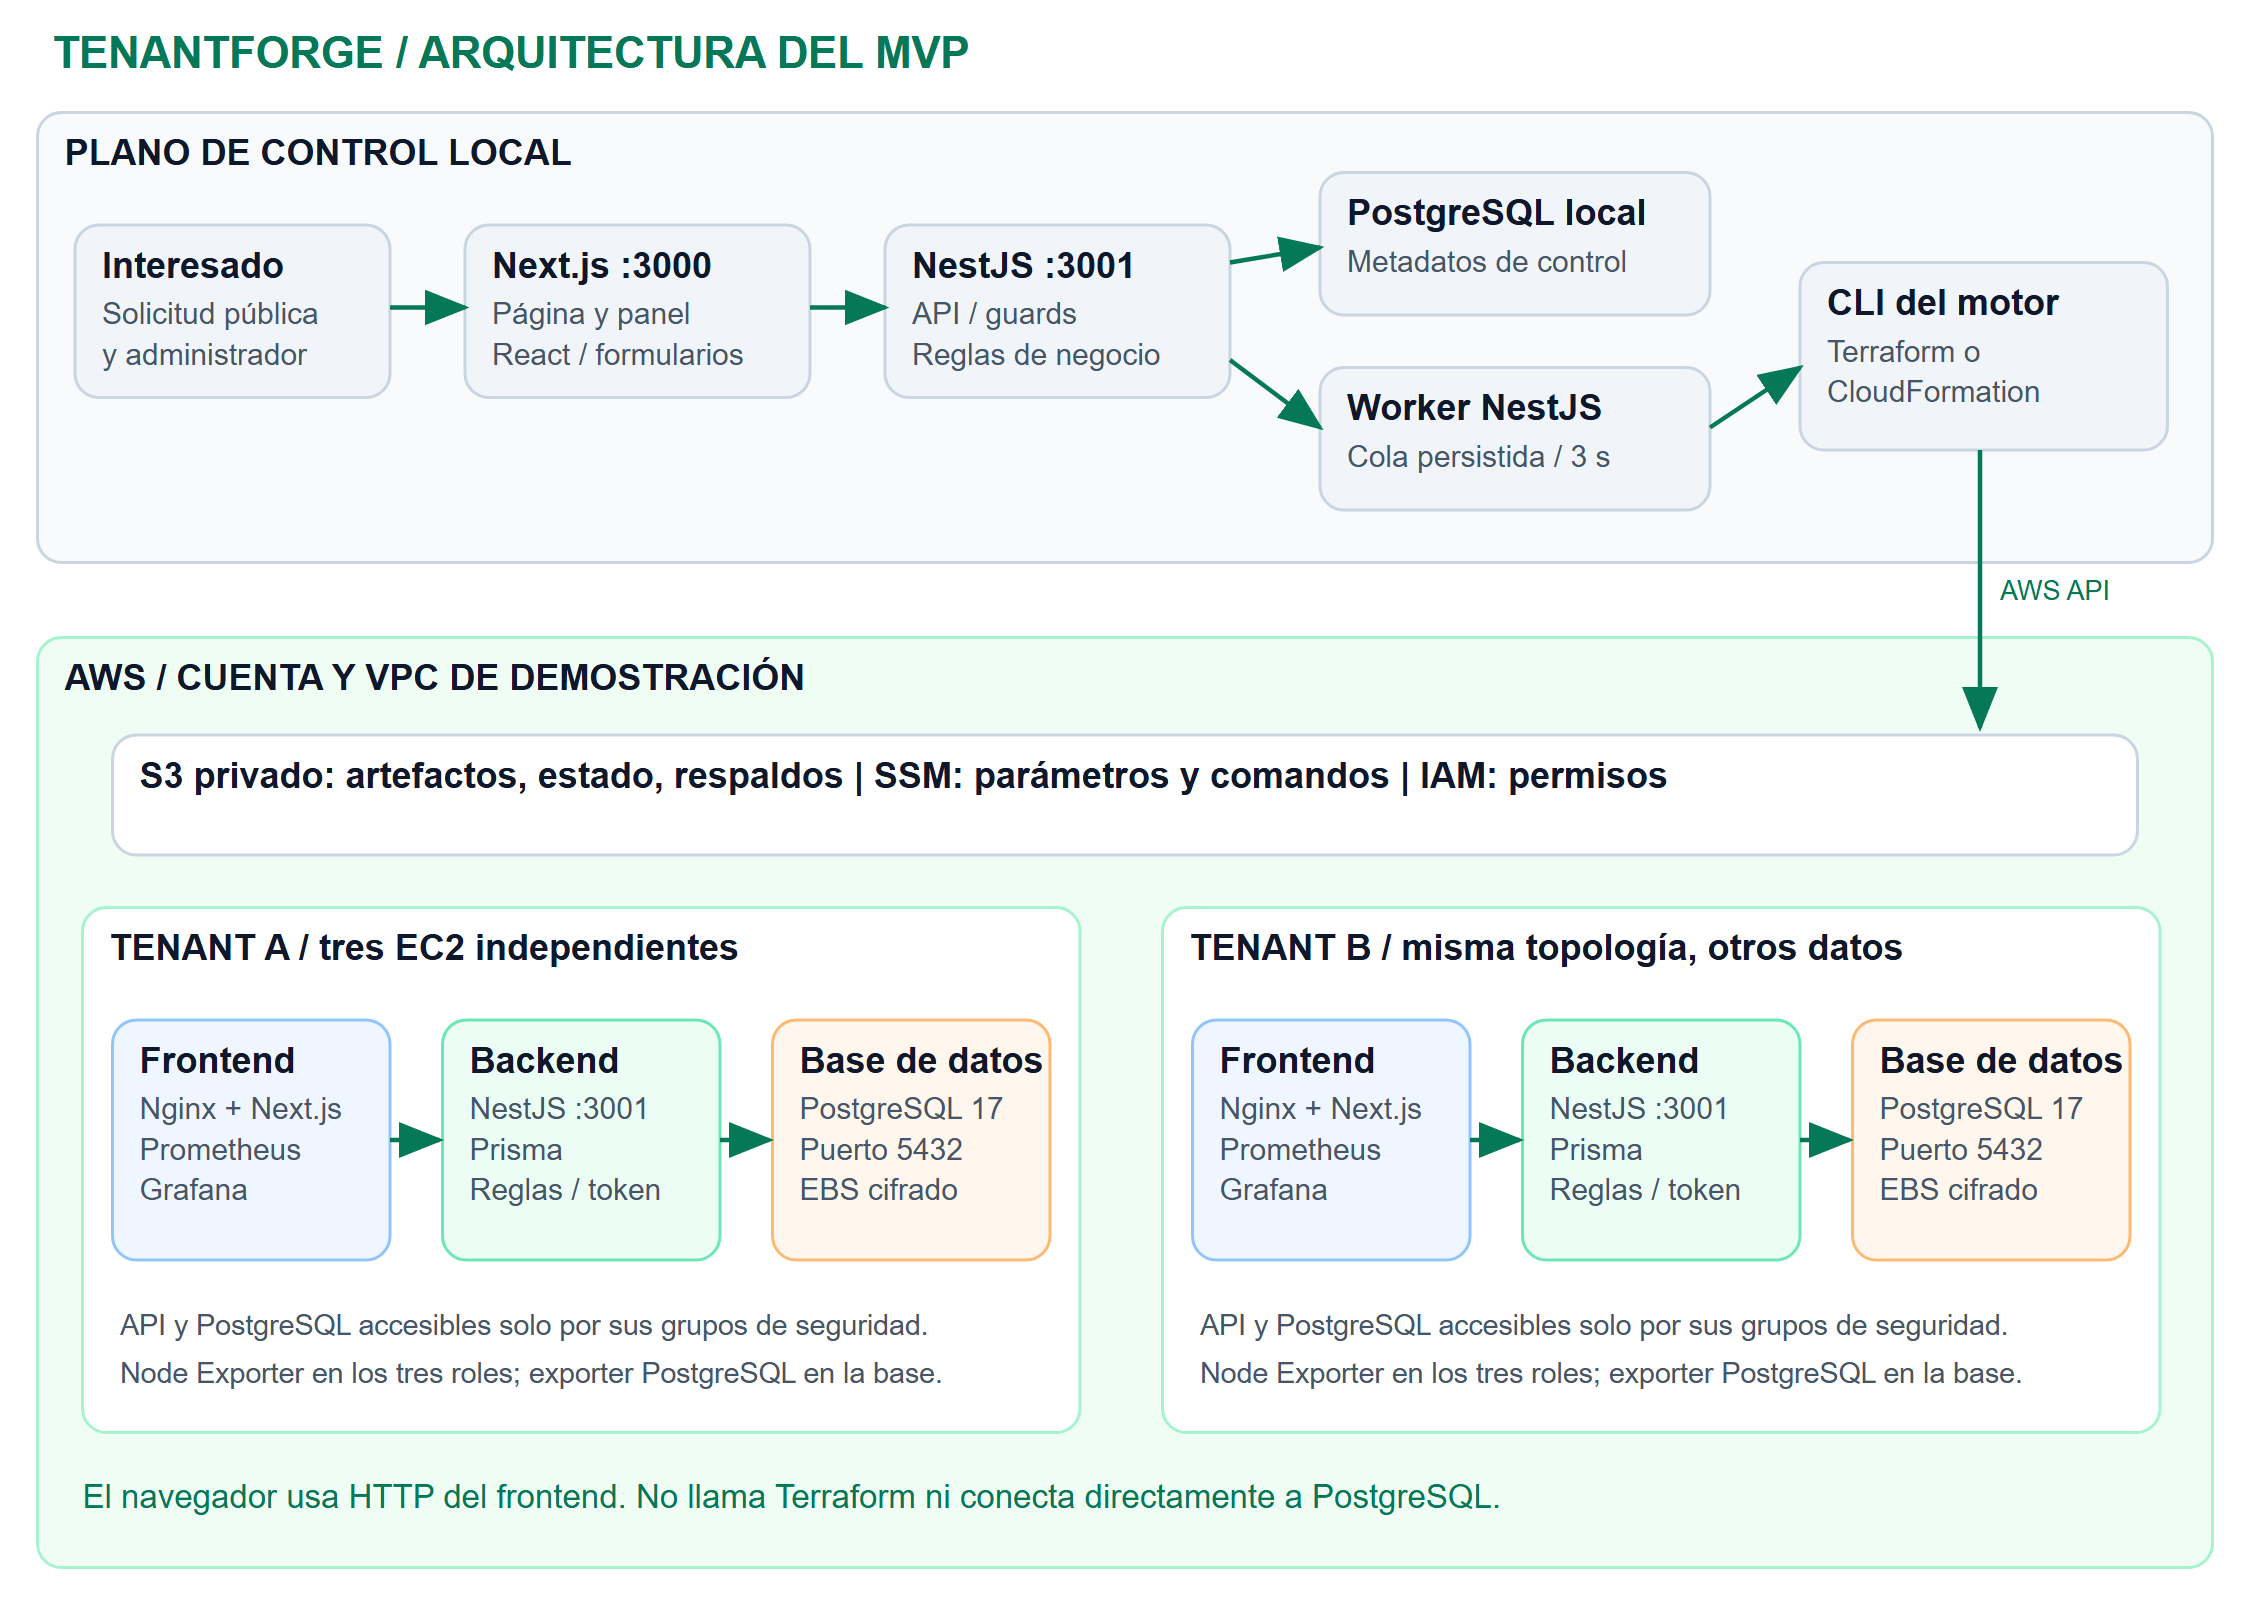 TENANTFORGE / ARQUITECTURA DEL MVP
PLANO DE CONTROL LOCAL
Interesado
Solicitud pública
y administrador
Next.js :3000
Página y panel
React / formularios
NestJS :3001
API / guards
Reglas de negocio
PostgreSQL local
Metadatos de control
Worker NestJS
Cola persistida / 3 s
CLI del motor
Terraform o
CloudFormation
AWS API
AWS / CUENTA Y VPC DE DEMOSTRACIÓN
S3 privado: artefactos, estado, respaldos | SSM: parámetros y comandos | IAM: permisos
TENANT A / tres EC2 independientes
Frontend
Nginx + Next.js
Prometheus
Grafana
Backend
NestJS :3001
Prisma
Reglas / token
Base de datos
PostgreSQL 17
Puerto 5432
EBS cifrado
API y PostgreSQL accesibles solo por sus grupos de seguridad.
Node Exporter en los tres roles; exporter PostgreSQL en la base.
TENANT B / misma topología, otros datos
Frontend
Nginx + Next.js
Prometheus
Grafana
Backend
NestJS :3001
Prisma
Reglas / token
Base de datos
PostgreSQL 17
Puerto 5432
EBS cifrado
API y PostgreSQL accesibles solo por sus grupos de seguridad.
Node Exporter en los tres roles; exporter PostgreSQL en la base.
El navegador usa HTTP del frontend. No llama Terraform ni conecta directamente a PostgreSQL.